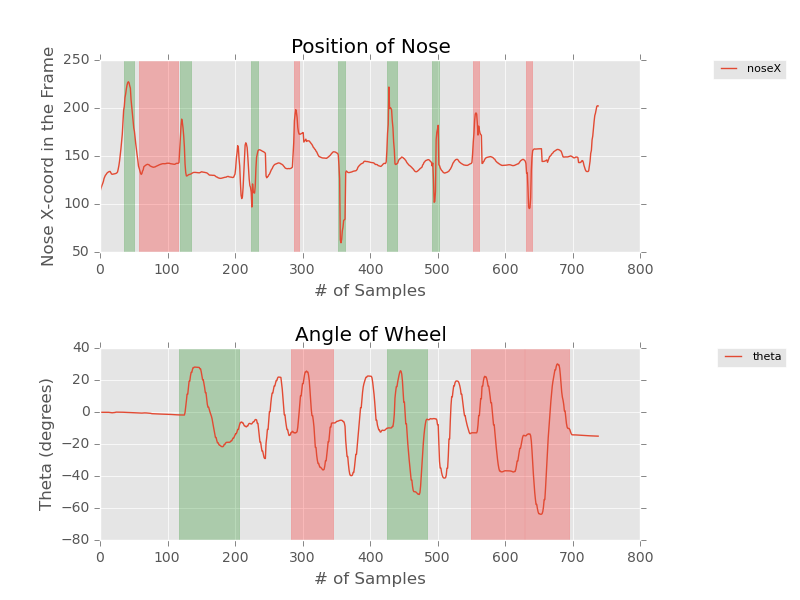 Position of Nose
250
200
150
100
50
Nose X-coord in the Frame
0 100 200 300 400 500 600 700 800
# of Samples
noseX
Angle of Wheel
40
20
0
−20
−40
−60
−80
Theta (degrees)
0 100 200 300 400 500 600 700 800
# of Samples
theta